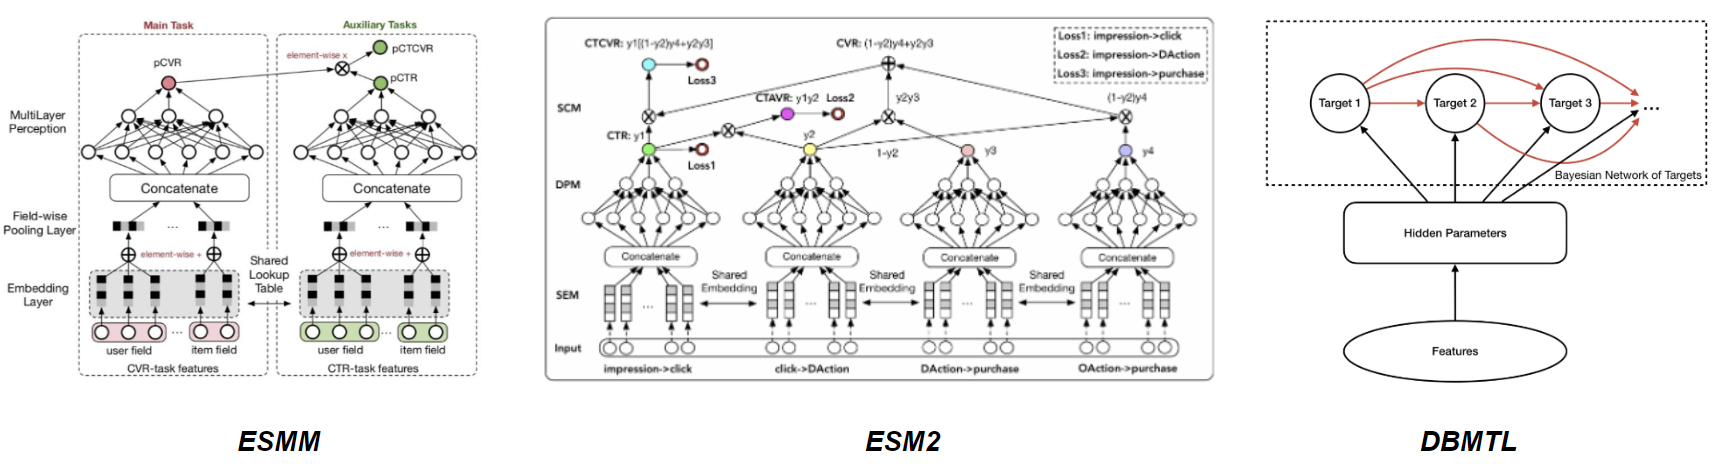 Main Task
Auxiliary Tasks
pCTCVR
element-wise x
pCVR
pCTR
MultiLayer
Perception
Concatenate
Concatenate
Field-wise
Pooling Layer
...
...
element-wise +
element-wise +
Shared
Lookup
Table
Embedding
Layer
...
...
user field
item field
user field
item field
CVR-task features
CTR-task features
ESMM
CTCVR: y1[(1-y2)y4+y2y3]
CVR: (1-y2)y4+y2y3
Loss1: impression->click
Loss2: impression->DAction
Loss3: impression->purchase
Loss3
SCM
CTAVR: y1y2
Loss2
y2y3
(1-y2)y4
CTR: y1
y2
Loss1
1-y2
y3
y4
DPM
Concatenate
Concatenate
Concatenate
Concatenate
Shared
Embedding
Shared
Embedding
Shared
Embedding
SEM
...
...
...
...
Input
impression->click
click->DAction
DAction->purchase
OAction->purchase
ESM2
Target 1
Target 2
Target 3
...
Bayesian Network of Targets
Hidden Parameters
Features
DBMTL